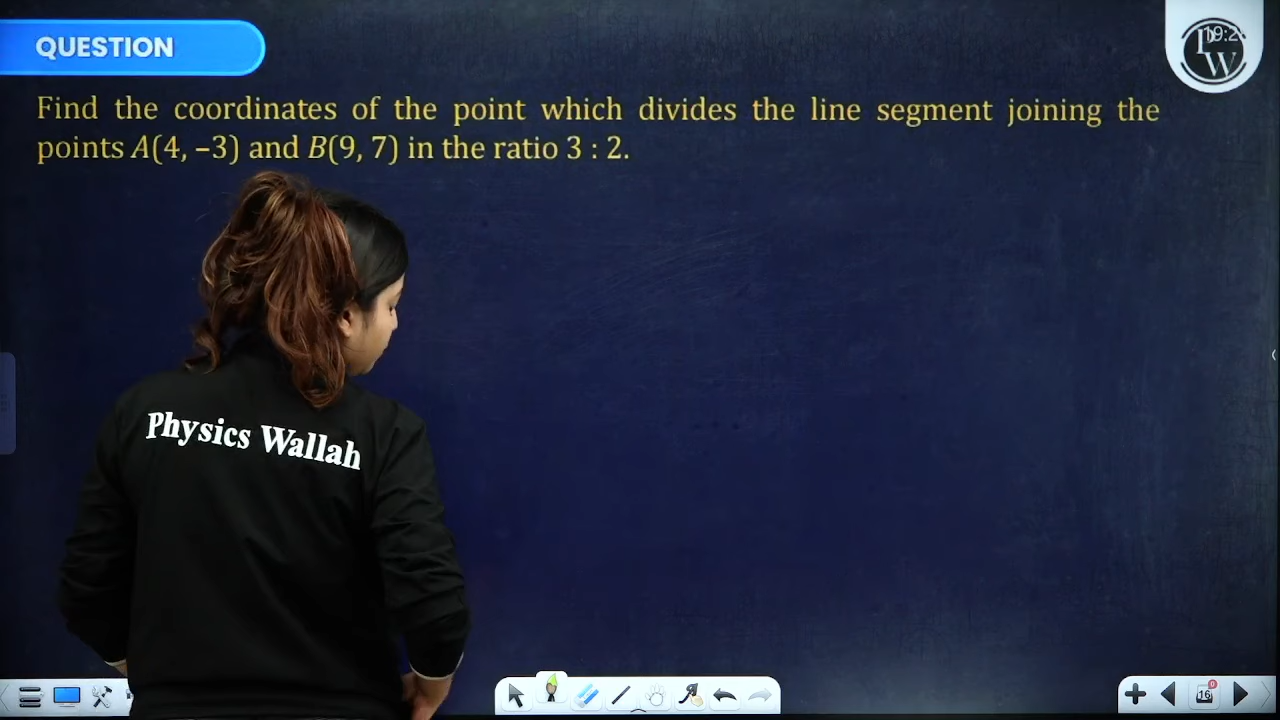 QUESTION
Find the coordinates of the point which divides the line segment joining the
points A(4, –3) and B(9, 7) in the ratio 3 : 2.
Physics Wallah
16